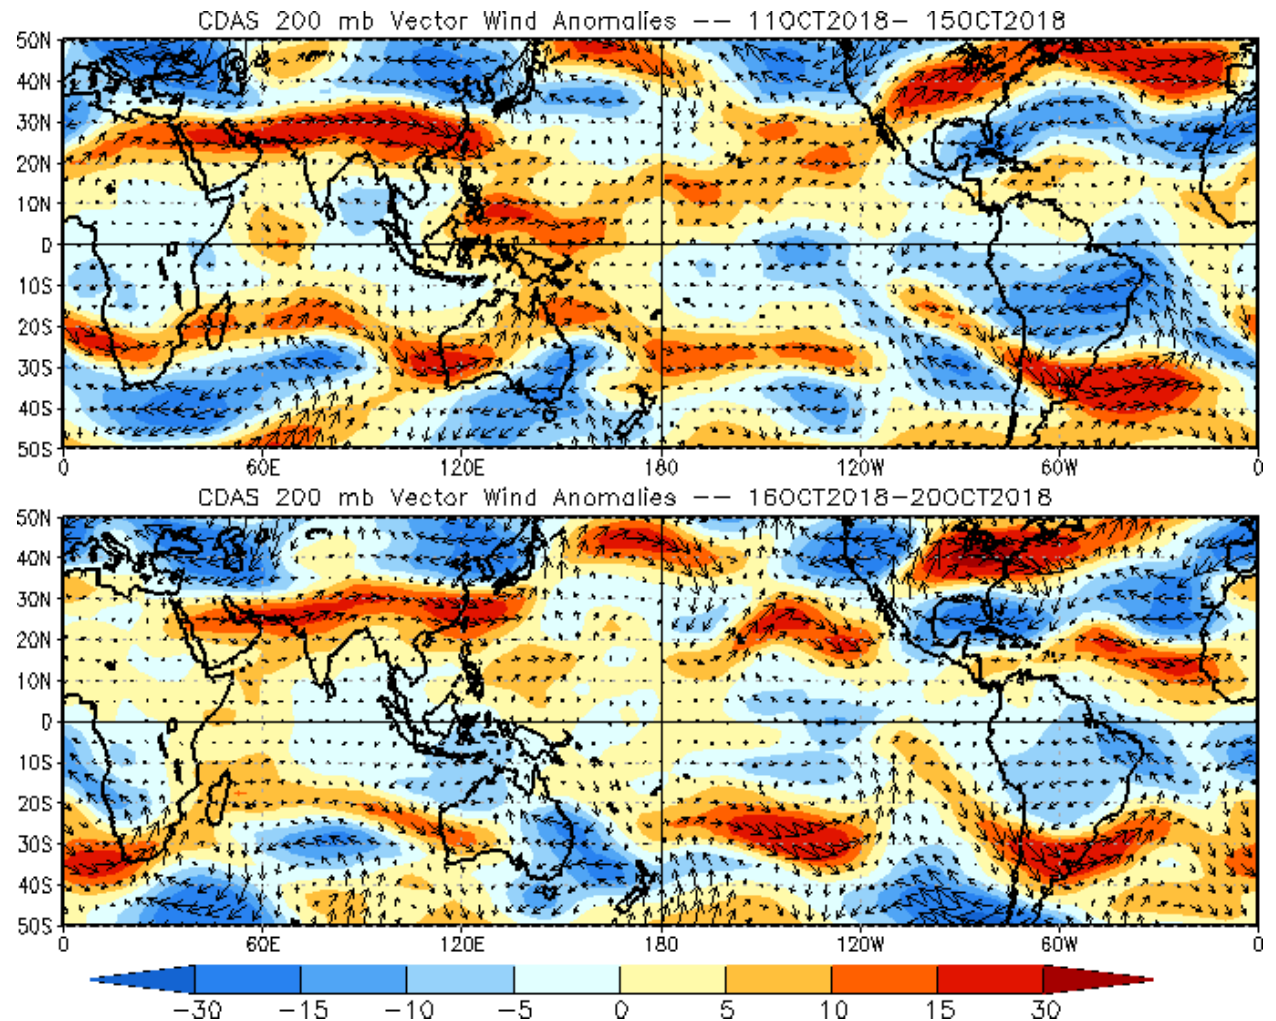 CDAS 200 mb Vector Wind Anomalies -- 11OCT2018- 15OCT2018
50N
40N
30N
20N
10N
0
10S
20S
30S
40S
50S
0 60E 120E 180 120W 60W 0
CDAS 200 mb Vector Wind Anomalies -- 16OCT2018-20OCT2018
50N
40N
30N
20N
10N
0
10S
20S
30S
40S
50S
0 60E 120E 180 120W 60W 0
-30 -15 -10 -5 0 5 10 15 30